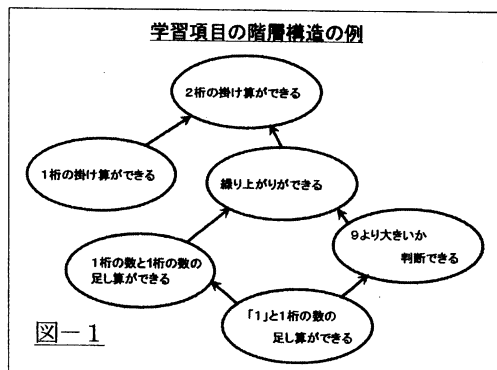 学習項目の階層構造の例
2桁の掛け算ができる
1桁の掛け算ができる
繰り上がりができる
1桁の数と1桁の数の
足し算ができる
9より大きいか
判断できる
「1」と1桁の数の
足し算ができる
図－1